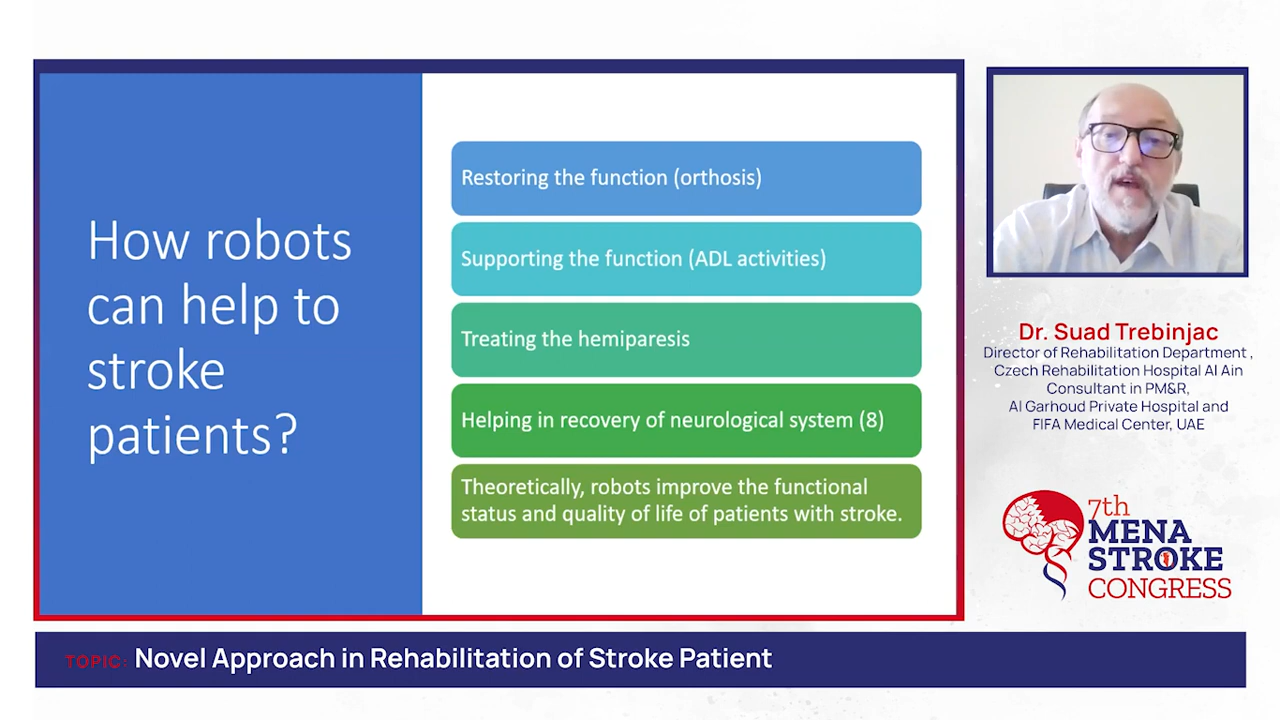 How robots
can help to
stroke
patients?
Restoring the function (orthosis)
Supporting the function (ADL activities)
Treating the hemiparesis
Helping in recovery of neurological system (8)
Theoretically, robots improve the functional
status and quality of life of patients with stroke.
Dr. Suad Trebinjac
Director of Rehabilitation Department ,
Czech Rehabilitation Hospital Al Ain
Consultant in PM&R,
Al Garhoud Private Hospital and
FIFA Medical Center, UAE
7th
MENA
STROKE
CONGRESS
TOPIC: Novel Approach in Rehabilitation of Stroke Patient